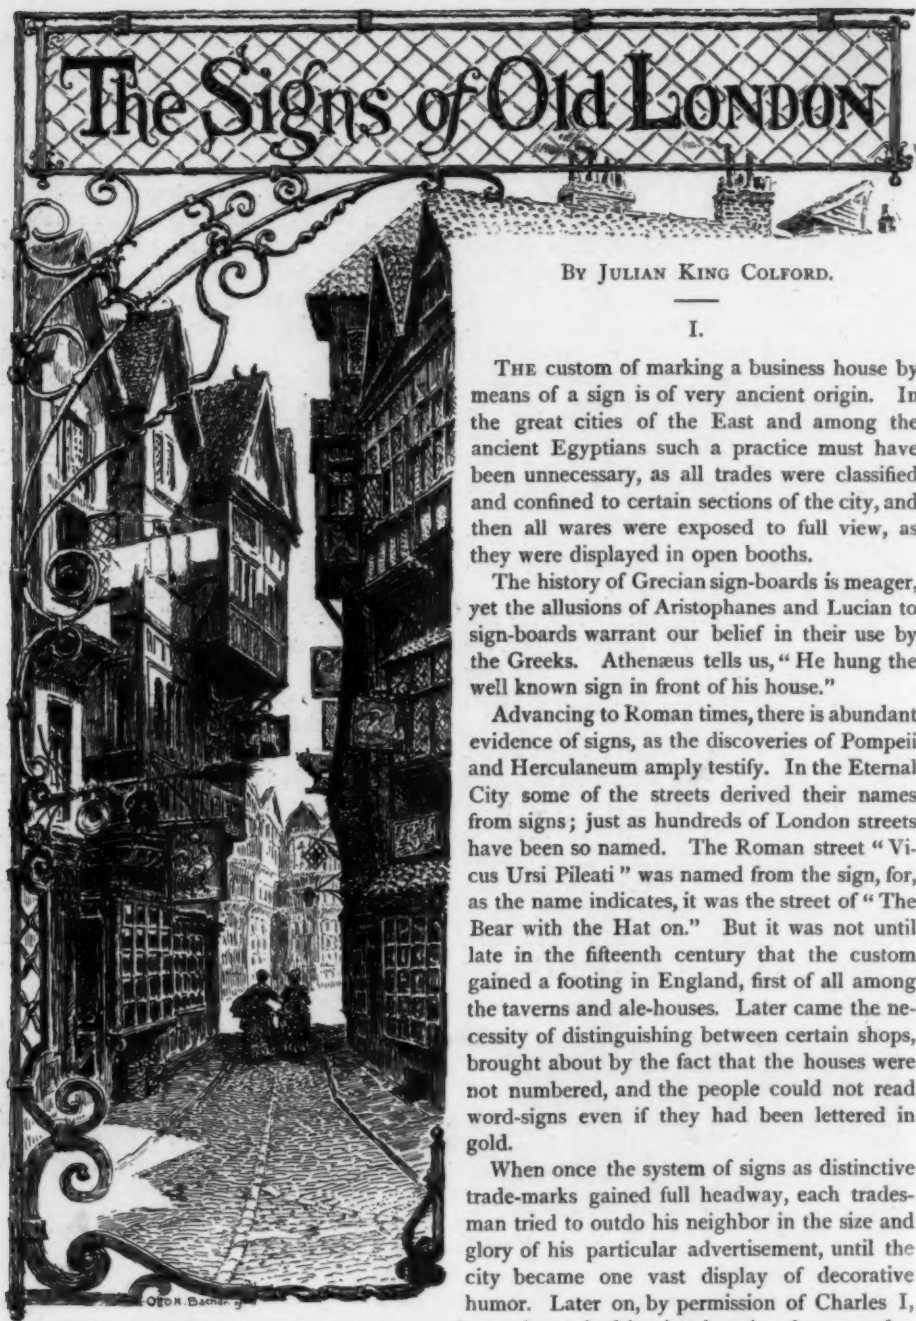 The Signs of Old LONDON
BY JULIAN KING COLFORD.
I.
THE custom of marking a business house by
means of a sign is of very ancient origin. In
the great cities of the East and among the
ancient Egyptians such a practice must have
been unnecessary, as all trades were classified
and confined to certain sections of the city, and
then all wares were exposed to full view, as
they were displayed in open booths.
The history of Grecian sign-boards is meager,
yet the allusions of Aristophanes and Lucian to
sign-boards warrant our belief in their use by
the Greeks. Athenæus tells us, "He hung the
well known sign in front of his house."
Advancing to Roman times, there is abundant
evidence of signs, as the discoveries of Pompeii
and Herculaneum amply testify. In the Eternal
City some of the streets derived their names
from signs; just as hundreds of London streets
have been so named. The Roman street "Vi-
cus Ursi Pileati" was named from the sign, for,
as the name indicates, it was the street of "The
Bear with the Hat on." But it was not until
late in the fifteenth century that the custom
gained a footing in England, first of all among
the taverns and ale-houses. Later came the ne-
cessity of distinguishing between certain shops,
brought about by the fact that the houses were
not numbered, and the people could not read
word-signs even if they had been lettered in
gold.
When once the system of signs as distinctive
trade-marks gained full headway, each trades-
man tried to outdo his neighbor in the size and
glory of his particular advertisement, until the
city became one vast display of decorative
humor. Later on, by permission of Charles I,
Otto H. Bacher